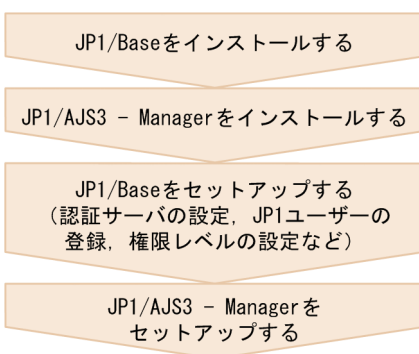 JP1/Baseをインストールする
JP1/AJS3 - Managerをインストールする
JP1/Baseをセットアップする
（認証サーバの設定，JP1ユーザーの
登録，権限レベルの設定など）
JP1/AJS3 - Managerを
セットアップする